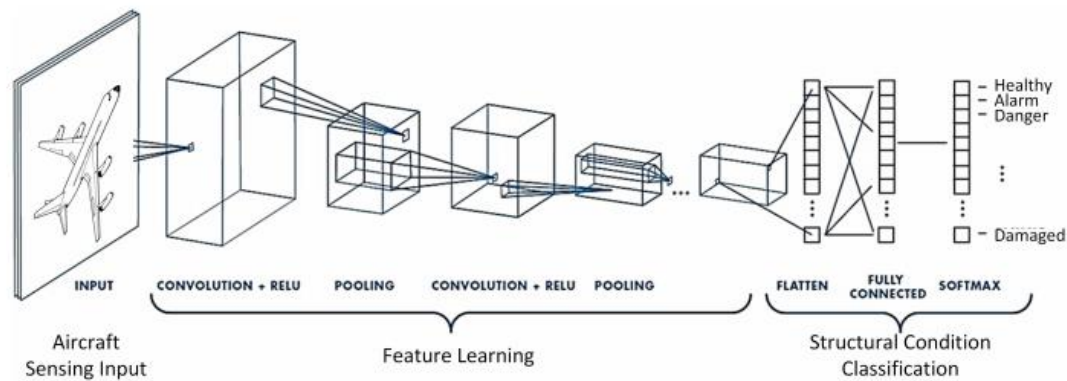 Healthy
Alarm
Danger
Damaged
INPUT
CONVOLUTION + RELU
POOLING
CONVOLUTION + RELU
POOLING
FLATTEN
FULLY
CONNECTED
SOFTMAX
Aircraft
Sensing Input
Feature Learning
Structural Condition
Classification